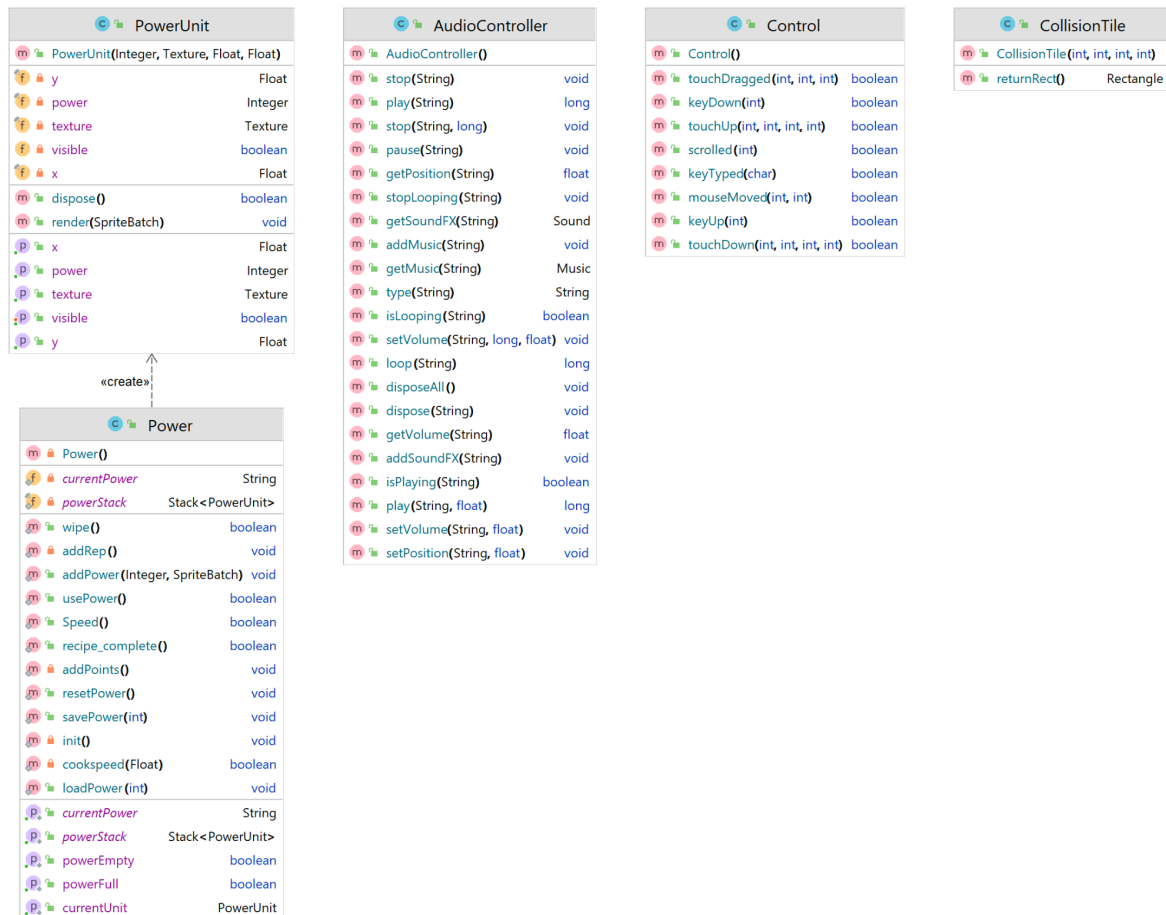 PowerUnit
PowerUnit(Integer, Texture, Float, Float)
y Float
power Integer
texture Texture
visible boolean
x Float
dispose() boolean
render(SpriteBatch) void
x Float
power Integer
texture Texture
visible boolean
y Float
«create»
Power
Power()
currentPower String
powerStack Stack<PowerUnit>
wipe() boolean
addRep() void
addPower(Integer, SpriteBatch) void
usePower() boolean
Speed() boolean
recipe_complete() boolean
addPoints() void
resetPower() void
savePower(int) void
init() void
cookspeed(Float) boolean
loadPower(int) void
currentPower String
powerStack Stack<PowerUnit>
powerEmpty boolean
powerFull boolean
currentUnit PowerUnit
AudioController
AudioController()
stop(String) void
play(String) long
stop(String, long) void
pause(String) void
getPosition(String) float
stopLooping(String) void
getSoundFX(String) Sound
addMusic(String) void
getMusic(String) Music
type(String) String
isLooping(String) boolean
setVolume(String, long, float) void
loop(String) long
disposeAll() void
dispose(String) void
getVolume(String) float
addSoundFX(String) void
isPlaying(String) boolean
play(String, float) long
setVolume(String, float) void
setPosition(String, float) void
Control
Control()
touchDragged(int, int, int) boolean
keyDown(int) boolean
touchUp(int, int, int, int) boolean
scrolled(int) boolean
keyTyped(char) boolean
mouseMoved(int, int) boolean
keyUp(int) boolean
touchDown(int, int, int, int) boolean
CollisionTile
CollisionTile(int, int, int, int)
returnRect() Rectangle